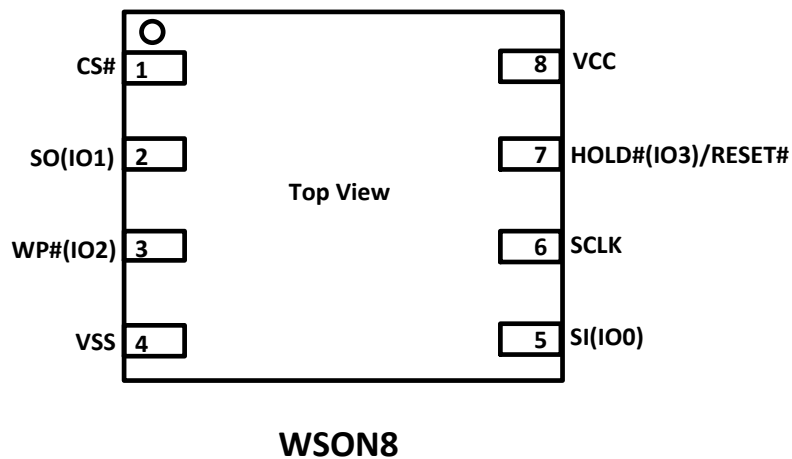 CS# 1 8 VCC
SO(IO1) 2 7 HOLD#(IO3)/RESET#
Top View
WP#(IO2) 3 6 SCLK
VSS 4 5 SI(IO0)
WSON8